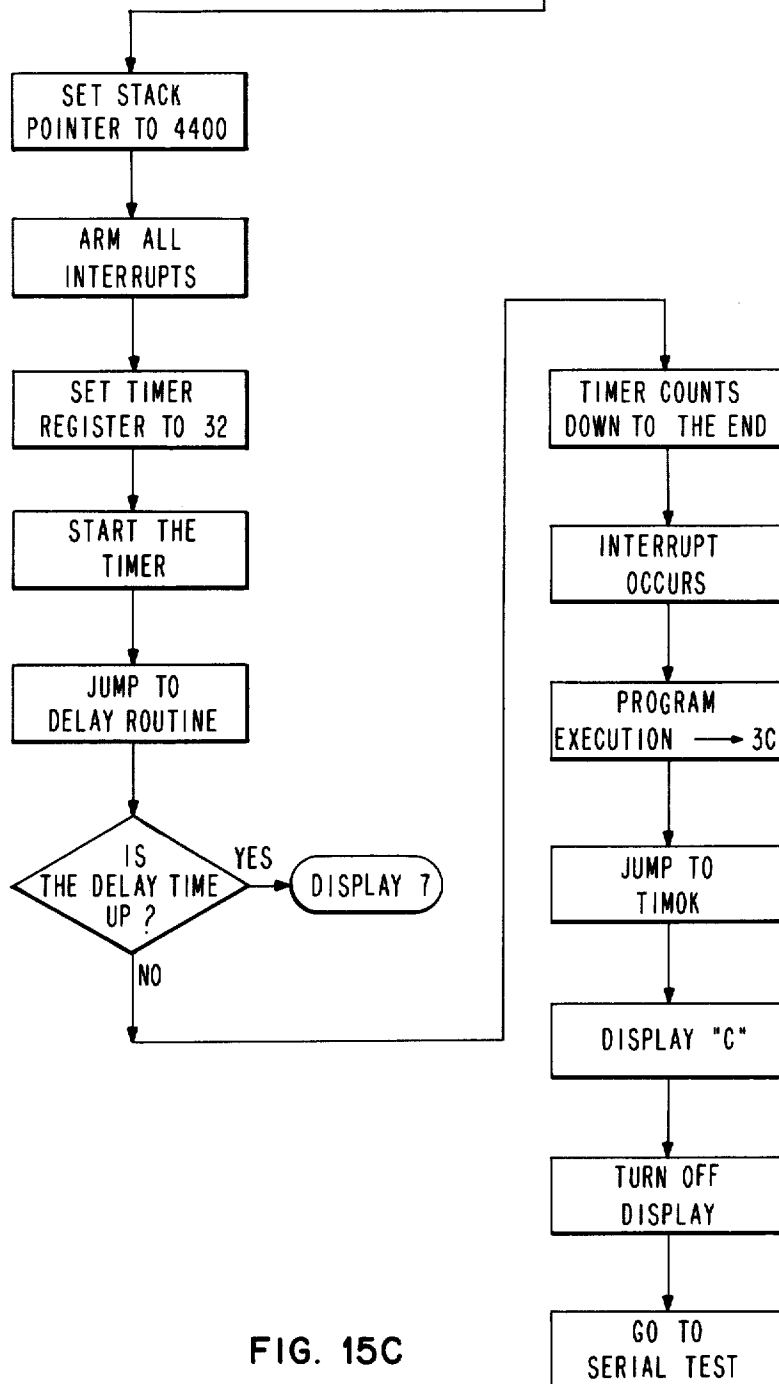 SET STACK
POINTER TO 4400
ARM ALL
INTERRUPTS
SET TIMER
REGISTER TO 32
START THE
TIMER
JUMP TO
DELAY ROUTINE
IS
THE DELAY TIME
UP ?
YES
DISPLAY 7
NO
TIMER COUNTS
DOWN TO THE END
INTERRUPT
OCCURS
PROGRAM
EXECUTION → 3C
JUMP TO
TIMOK
DISPLAY "C"
TURN OFF
DISPLAY
GO TO
SERIAL TEST
FIG. 15C